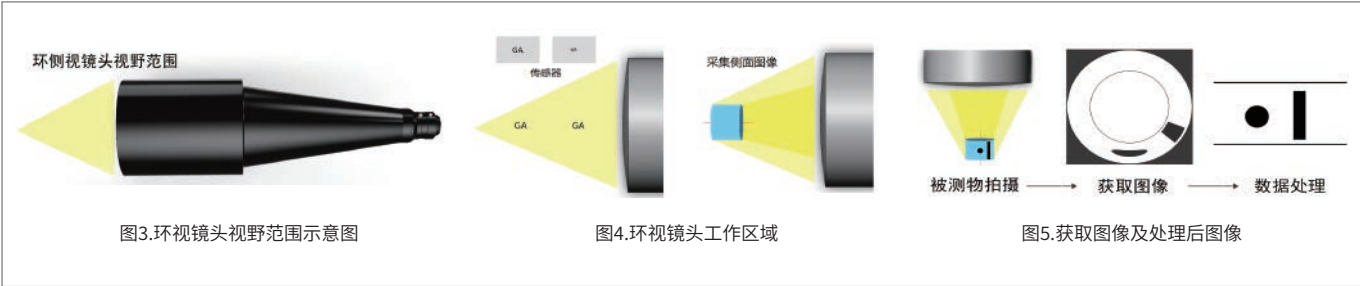 环侧视镜头视野范围
GA
GA
传感器
GA
GA
采集侧面图像
被测物拍摄
获取图像
数据处理
图3.环视镜头视野范围示意图
图4.环视镜头工作区域
图5.获取图像及处理后图像